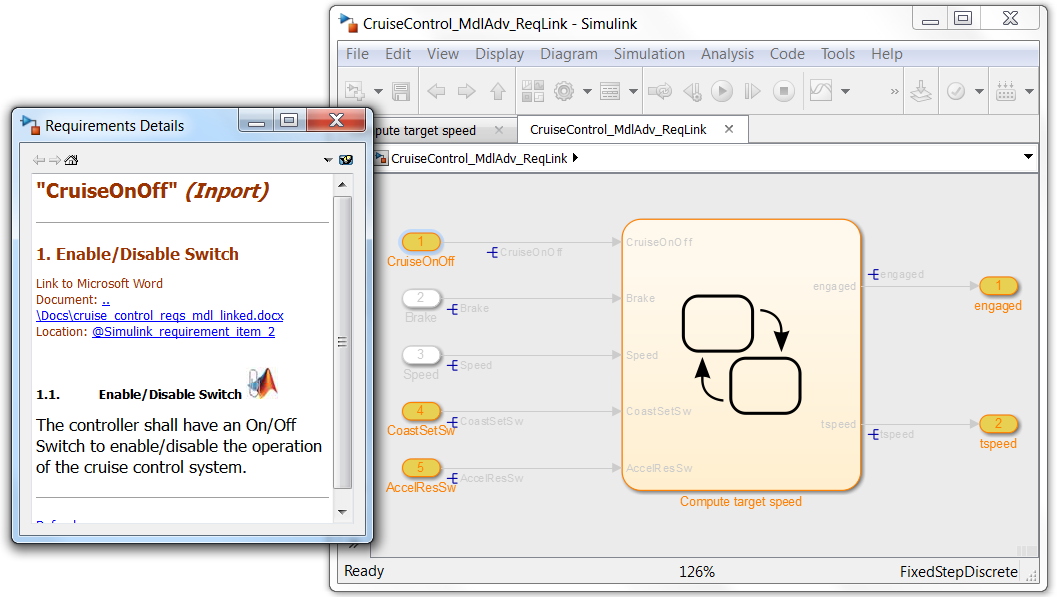 CruiseControl_MdlAdv_ReqLink - Simulink
File Edit View Display Diagram Simulation Analysis Code Tools Help
pute target speed
CruiseControl_MdlAdv_ReqLink
CruiseControl_MdlAdv_ReqLink
Requirements Details
"CruiseOnOff" (Inport)
1. Enable/Disable Switch
Link to Microsoft Word
Document: ..
\Docs\cruise_control_reqs_mdl_linked.docx
Location: @Simulink_requirement_item_2
1.1. Enable/Disable Switch
The controller shall have an On/Off
Switch to enable/disable the operation
of the cruise control system.
1
CruiseOnOff
CruiseOnOff
CruiseOnOff
2
Brake
Brake
Brake
3
Speed
Speed
Speed
4
CoastSetSw
CoastSetSw
CoastSetSw
5
AccelResSw
AccelResSw
AccelResSw
engaged
engaged
1
engaged
tspeed
tspeed
2
tspeed
Compute target speed
Ready 126% FixedStepDiscrete